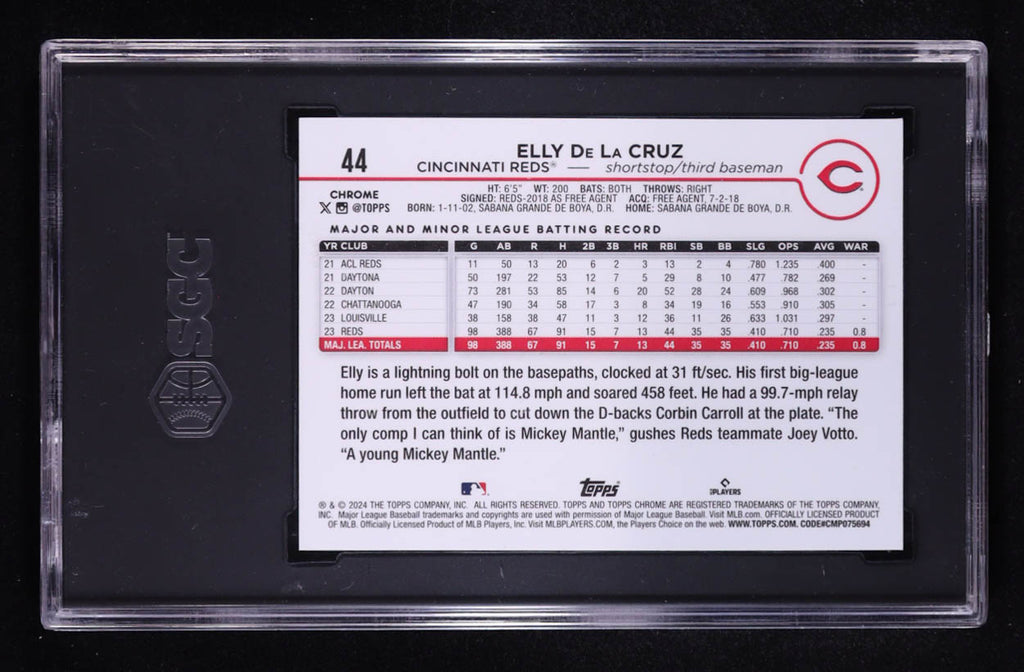 SGC
44
ELLY DE LA CRUZ
CINCINNATI REDS® — shortstop/third baseman
CHROME
@TOPPS
HT: 6'5" WT: 200 BATS: BOTH THROWS: RIGHT
SIGNED: REDS-2018 AS FREE AGENT ACQ: FREE AGENT, 7-2-18
BORN: 1-11-02, SABANA GRANDE DE BOYA, D.R. HOME: SABANA GRANDE DE BOYA, D.R.
MAJOR AND MINOR LEAGUE BATTING RECORD
YR CLUB G AB R H 2B 3B HR RBI SB BB SLG OPS AVG WAR
21 ACL REDS 11 50 13 20 6 2 3 13 2 4 .780 1.235 .400 -
21 DAYTONA 50 197 22 53 12 7 5 29 8 10 .477 .782 .269 -
22 DAYTON 73 281 53 85 14 6 20 52 28 24 .609 .968 .302 -
22 CHATTANOOGA 47 190 34 58 17 3 8 34 19 16 .553 .910 .305 -
23 LOUISVILLE 38 158 38 47 11 3 12 36 11 26 .633 1.031 .297 -
23 REDS 98 388 67 91 15 7 13 44 35 35 .410 .710 .235 0.8
MAJ. LEA. TOTALS 98 388 67 91 15 7 13 44 35 35 .410 .710 .235 0.8
Elly is a lightning bolt on the basepaths, clocked at 31 ft/sec. His first big-league
home run left the bat at 114.8 mph and soared 458 feet. He had a 99.7-mph relay
throw from the outfield to cut down the D-backs Corbin Carroll at the plate. “The
only comp I can think of is Mickey Mantle,” gushes Reds teammate Joey Votto.
“A young Mickey Mantle.”
Topps
PLAYERS
® & © 2024 THE TOPPS COMPANY, INC. ALL RIGHTS RESERVED. TOPPS AND TOPPS CHROME ARE REGISTERED TRADEMARKS OF THE TOPPS COMPANY,
INC. Major League Baseball trademarks and copyrights are used with permission of Major League Baseball. Visit MLB.com. OFFICIALLY LICENSED PRODUCT
OF MLB. Officially Licensed Product of MLB Players, Inc. Visit MLBPLAYERS.COM, the Players Choice on the web. WWW.TOPPS.COM. CODE#CMP075694